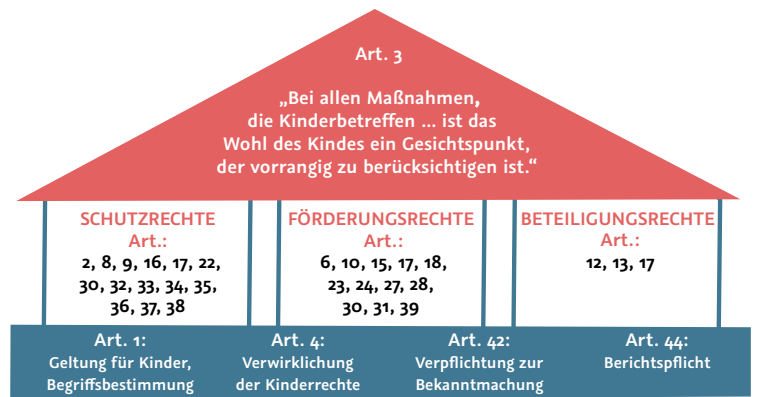 Art. 3
„Bei allen Maßnahmen,
die Kinderbetreffen ... ist das
Wohl des Kindes ein Gesichtspunkt,
der vorrangig zu berücksichtigen ist.“
SCHUTZRECHTE
Art.:
2, 8, 9, 16, 17, 22,
30, 32, 33, 34, 35,
36, 37, 38
FÖRDERUNGSRECHTE
Art.:
6, 10, 15, 17, 18,
23, 24, 27, 28,
30, 31, 39
BETEILIGUNGSRECHTE
Art.:
12, 13, 17
Art. 1:
Geltung für Kinder,
Begriffsbestimmung
Art. 4:
Verwirklichung
der Kinderrechte
Art. 42:
Verpflichtung zur
Bekanntmachung
Art. 44:
Berichtspflicht